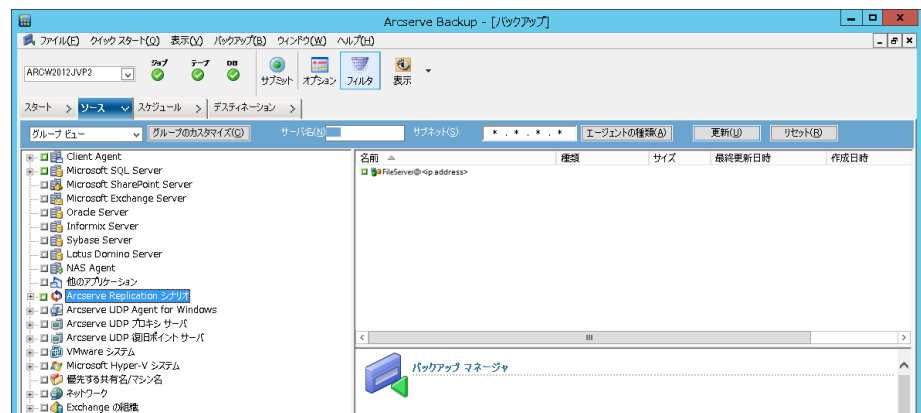 Arcserve Backup - [バックアップ]
ファイル(F) クイック スタート(Q) 表示(V) バックアップ(B) ウィンドウ(W) ヘルプ(H)
ARCW2012JVP2 ジョブ テープ DB サブミット オプション フィルタ 表示
スタート > ソース スケジュール > デスティネーション >
グループ ビュー グループのカスタマイズ(C) サーバ名(N) サブネット(S): * . * . * . * エージェントの種類(A) 更新(U) リセット(R)
名前 種類 サイズ 最終更新日時 作成日時
FileServer@<ip address>
Client Agent
Microsoft SQL Server
Microsoft SharePoint Server
Microsoft Exchange Server
Oracle Server
Informix Server
Sybase Server
Lotus Domino Server
NAS Agent
他のアプリケーション
Arcserve Replication シナリオ
Arcserve UDP Agent for Windows
Arcserve UDP プロキシ サーバ
Arcserve UDP 復旧ポイント サーバ
VMware システム
Microsoft Hyper-V システム
優先する共有名/マシン名
ネットワーク
Exchange の組織
バックアップ マネージャ